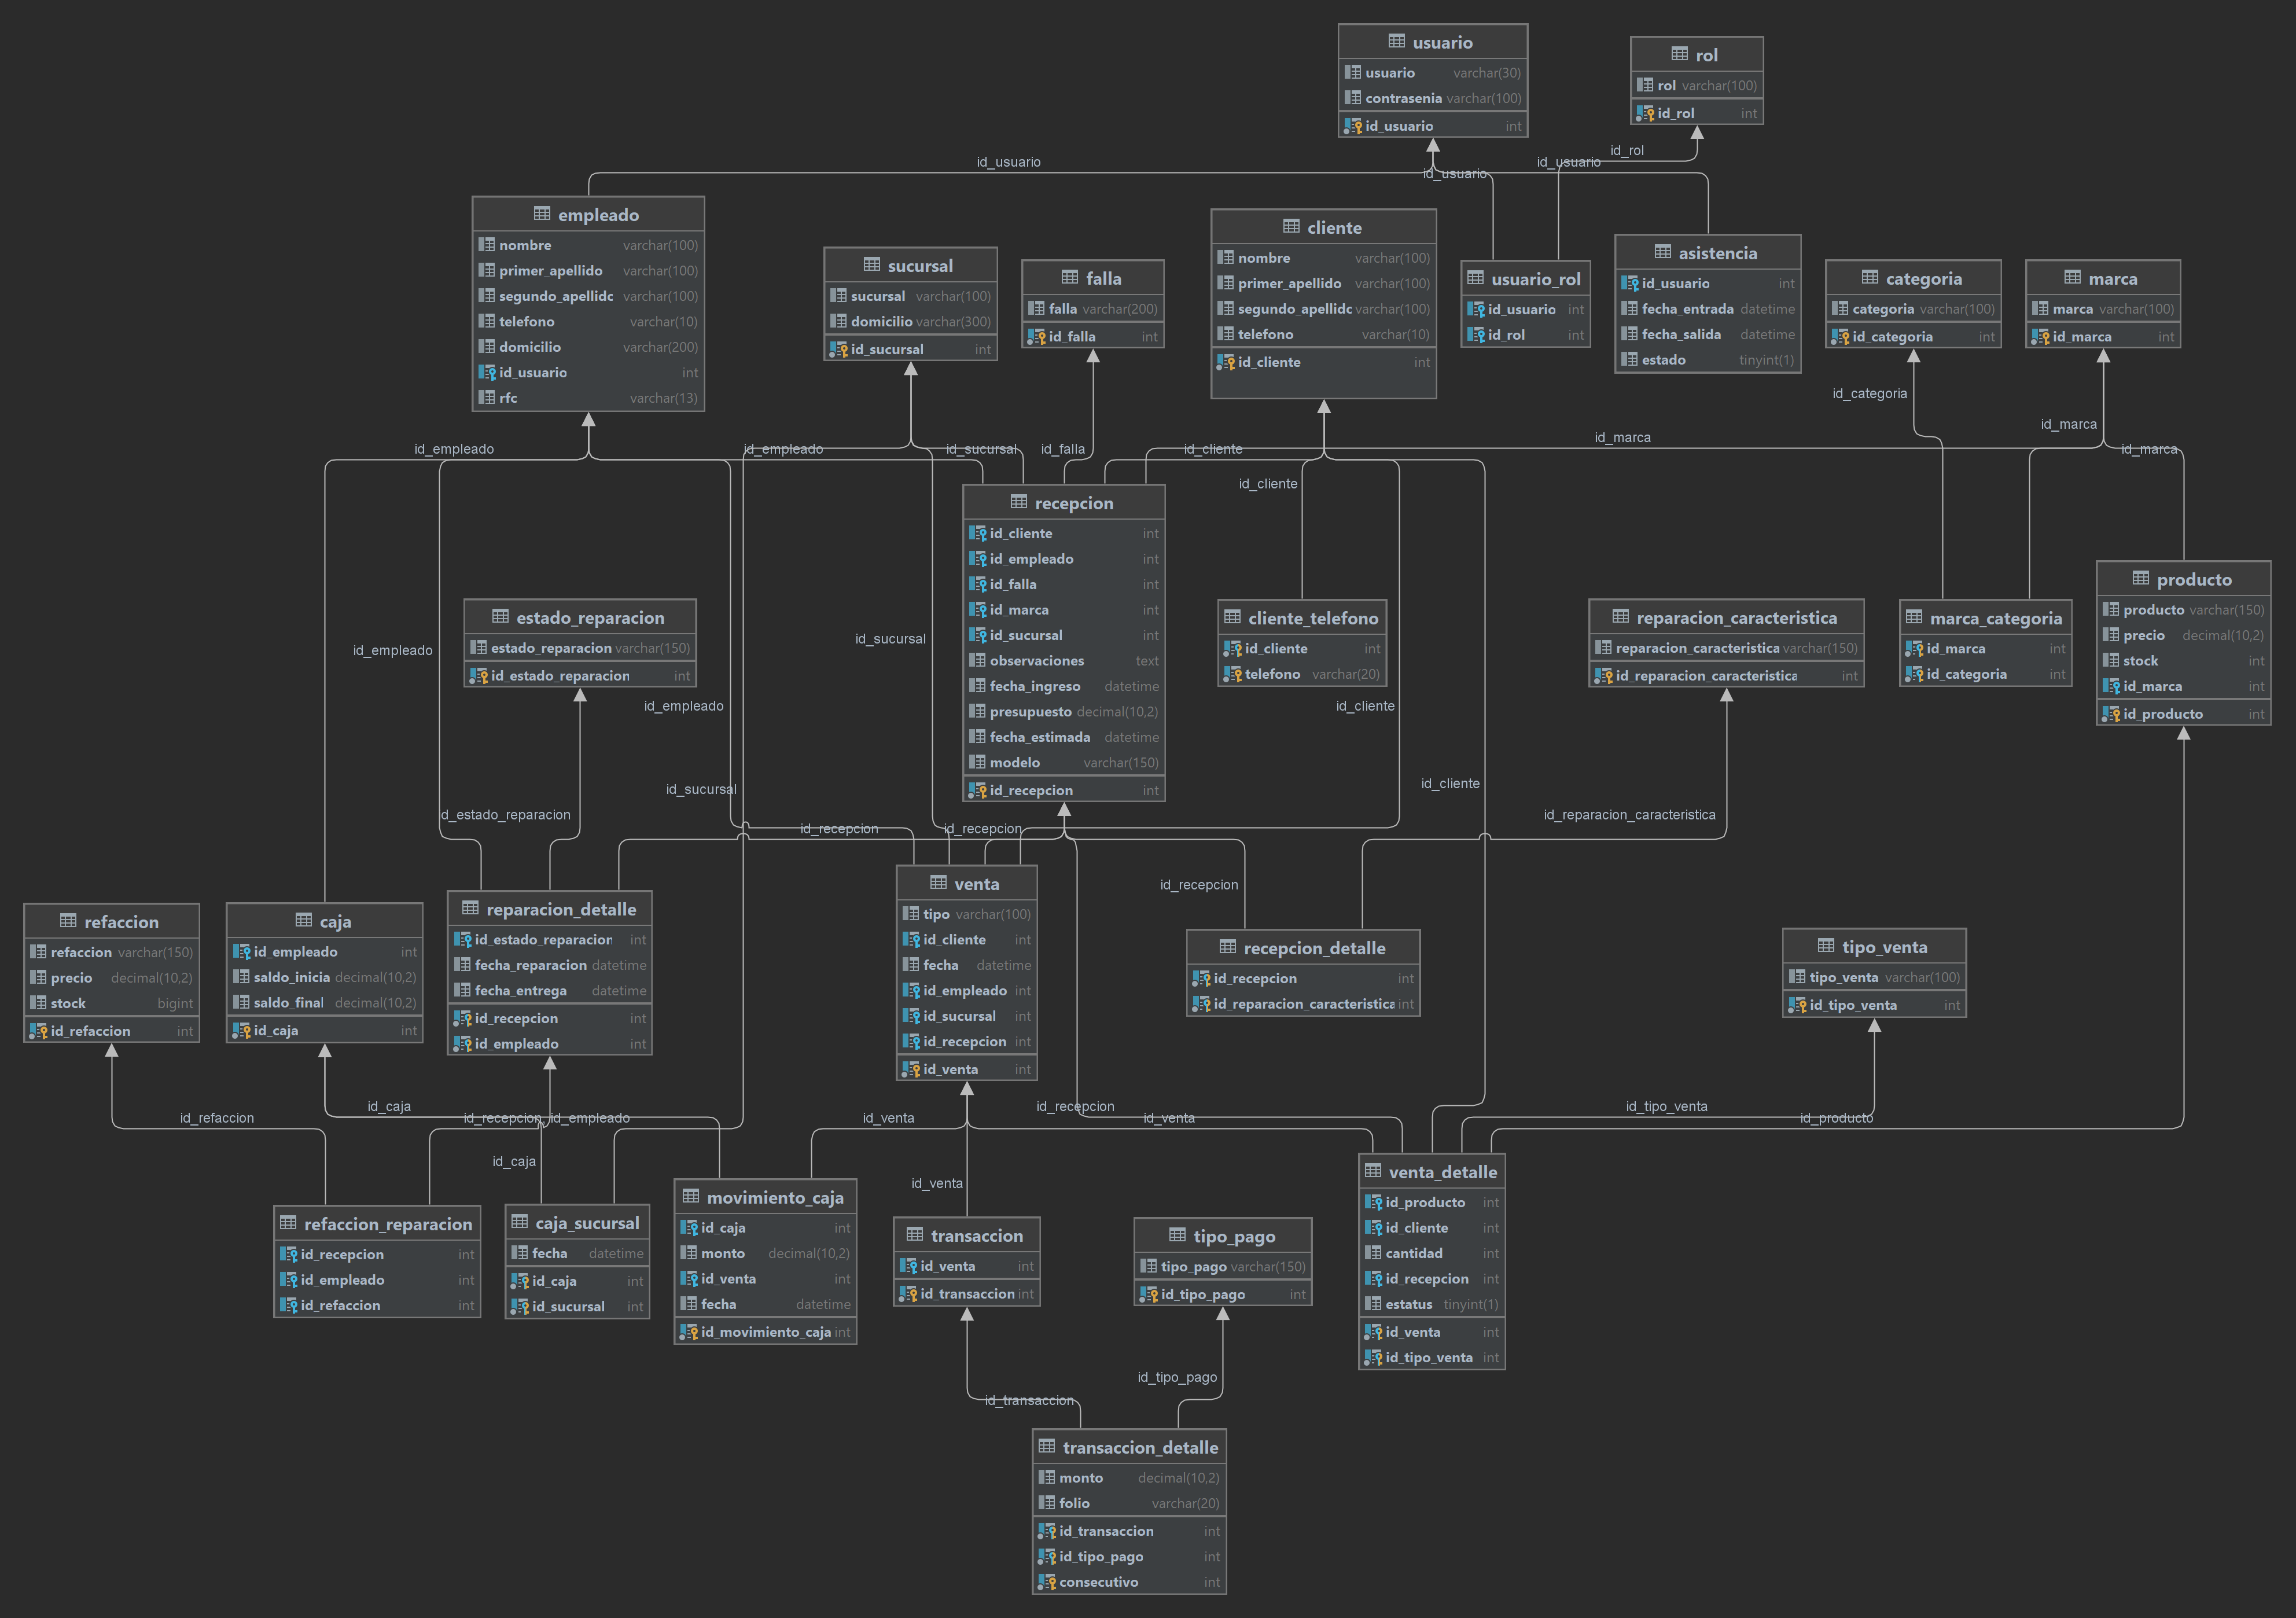 usuario
usuario varchar(30)
contrasenia varchar(100)
id_usuario int
rol
rol varchar(100)
id_rol int
id_usuario
id_usuario
id_usuario
id_rol
empleado
nombre varchar(100)
primer_apellido varchar(100)
segundo_apellido varchar(100)
telefono varchar(10)
domicilio varchar(200)
id_usuario int
rfc varchar(13)
sucursal
sucursal varchar(100)
domicilio varchar(300)
id_sucursal int
falla
falla varchar(200)
id_falla int
cliente
nombre varchar(100)
primer_apellido varchar(100)
segundo_apellido varchar(100)
telefono varchar(10)
id_cliente int
usuario_rol
id_usuario int
id_rol int
asistencia
id_usuario int
fecha_entrada datetime
fecha_salida datetime
estado tinyint(1)
categoria
categoria varchar(100)
id_categoria int
marca
marca varchar(100)
id_marca int
id_categoria
id_marca
id_empleado
id_empleado
id_sucursal
id_falla
id_cliente
id_marca
id_marca
id_cliente
recepcion
id_cliente int
id_empleado int
id_falla int
id_marca int
id_sucursal int
observaciones text
fecha_ingreso datetime
presupuesto decimal(10,2)
fecha_estimada datetime
modelo varchar(150)
id_recepcion int
estado_reparacion
estado_reparacion varchar(150)
id_estado_reparacion int
cliente_telefono
id_cliente int
telefono varchar(20)
reparacion_caracteristica
reparacion_caracteristica varchar(150)
id_reparacion_caracteristica int
marca_categoria
id_marca int
id_categoria int
producto
producto varchar(150)
precio decimal(10,2)
stock int
id_marca int
id_producto int
id_empleado
id_sucursal
id_empleado
id_cliente
id_sucursal
id_cliente
id_estado_reparacion
id_recepcion
id_recepcion
id_reparacion_caracteristica
id_recepcion
refaccion
refaccion varchar(150)
precio decimal(10,2)
stock bigint
id_refaccion int
caja
id_empleado int
saldo_inicia decimal(10,2)
saldo_final decimal(10,2)
id_caja int
reparacion_detalle
id_estado_reparacion int
fecha_reparacion datetime
fecha_entrega datetime
id_recepcion int
id_empleado int
venta
tipo varchar(100)
id_cliente int
fecha datetime
id_empleado int
id_sucursal int
id_recepcion int
id_venta int
recepcion_detalle
id_recepcion int
id_reparacion_caracteristica int
tipo_venta
tipo_venta varchar(100)
id_tipo_venta int
id_refaccion
id_caja
id_recepcion
id_empleado
id_venta
id_recepcion
id_venta
id_tipo_venta
id_producto
id_caja
id_venta
refaccion_reparacion
id_recepcion int
id_empleado int
id_refaccion int
caja_sucursal
fecha datetime
id_caja int
id_sucursal int
movimiento_caja
id_caja int
monto decimal(10,2)
id_venta int
fecha datetime
id_movimiento_caja int
transaccion
id_venta int
id_transaccion int
tipo_pago
tipo_pago varchar(150)
id_tipo_pago int
venta_detalle
id_producto int
id_cliente int
cantidad int
id_recepcion int
estatus tinyint(1)
id_venta int
id_tipo_venta int
id_transaccion
id_tipo_pago
transaccion_detalle
monto decimal(10,2)
folio varchar(20)
id_transaccion int
id_tipo_pago int
consecutivo int